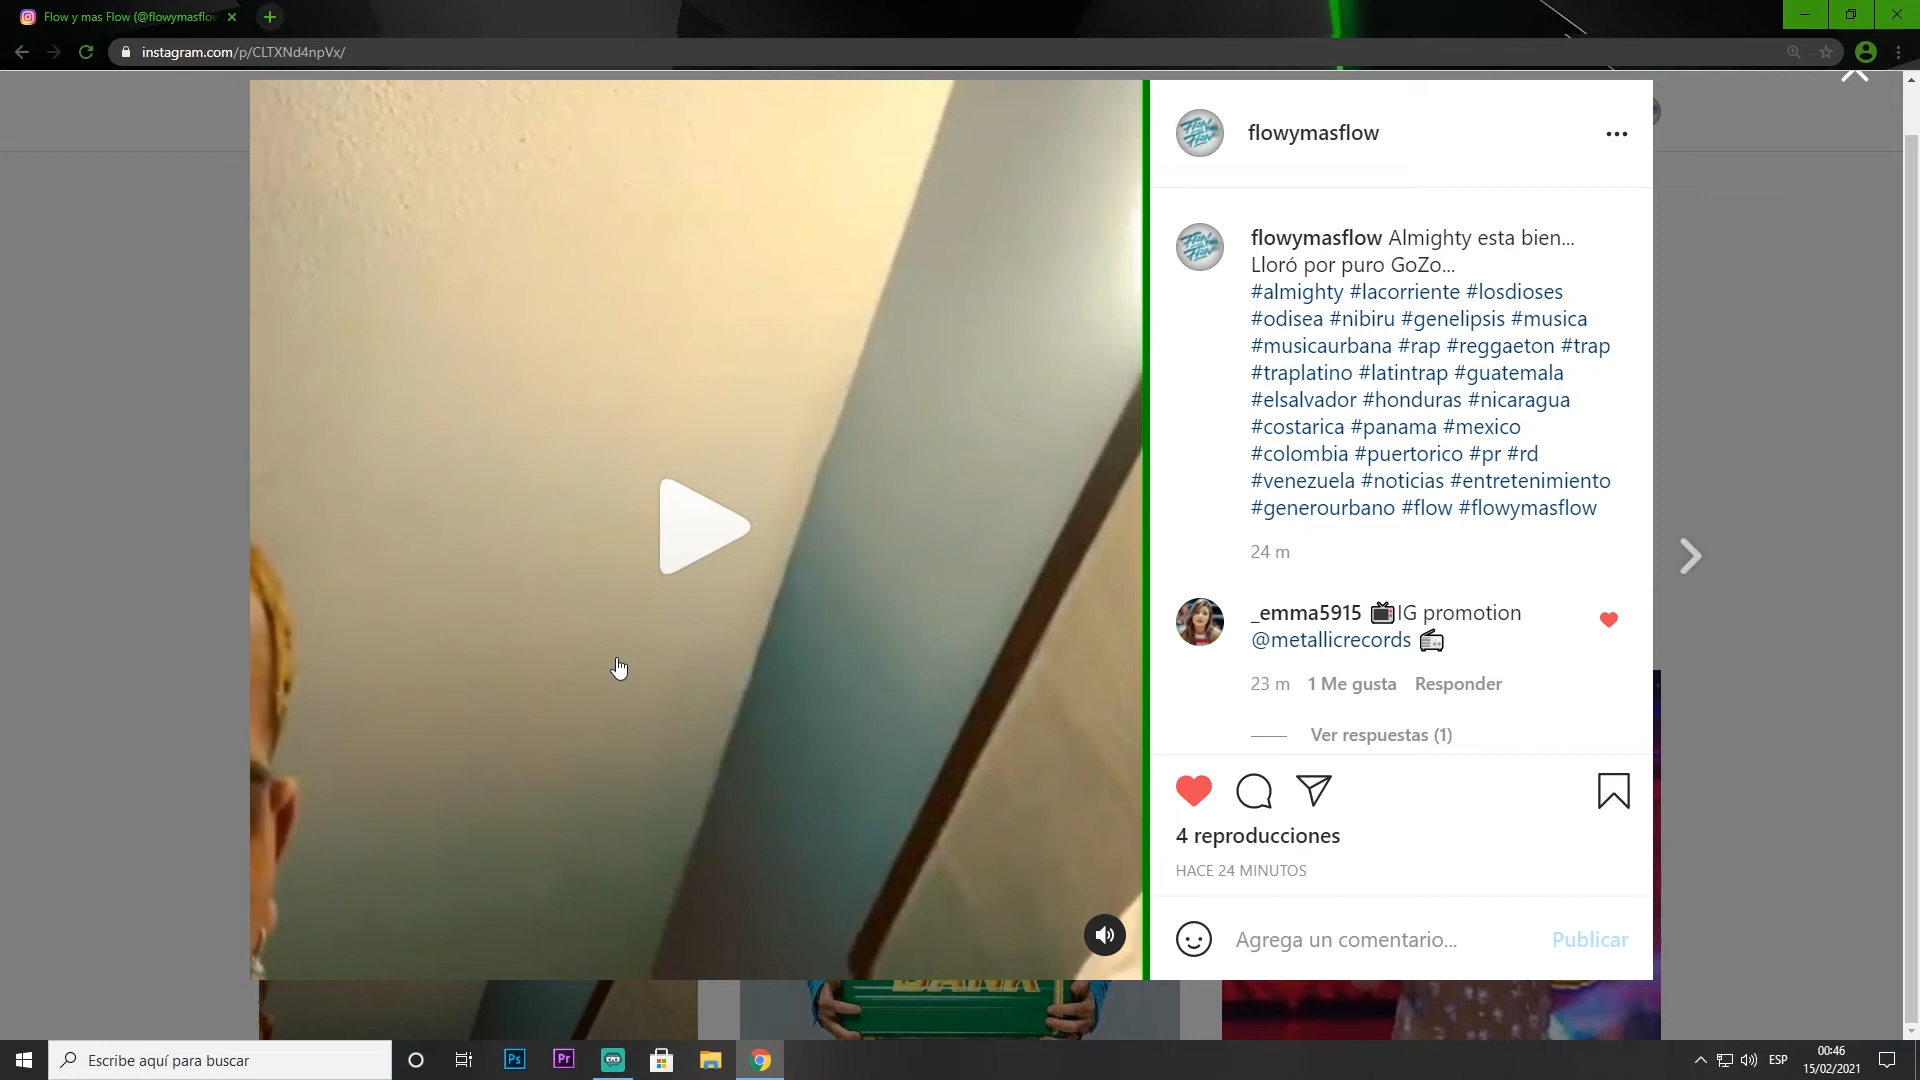 Flow y mas Flow (@flowymasflow
instagram.com/p/CLTXNd4npVx/
flowymasflow
flowymasflow Almighty esta bien...
Lloró por puro GoZo...
#almighty #lacorriente #losdioses
#odisea #nibiru #genelipsis #musica
#musicaurbana #rap #reggaeton #trap
#traplatino #latintrap #guatemala
#elsalvador #honduras #nicaragua
#costarica #panama #mexico
#colombia #puertorico #pr #rd
#venezuela #noticias #entretenimiento
#generourbano #flow #flowymasflow
24 m
_emma5915 📺IG promotion
@metallicrecords 📻
23 m 1 Me gusta Responder
Ver respuestas (1)
4 reproducciones
HACE 24 MINUTOS
Agrega un comentario... Publicar
BANK
Escribe aquí para buscar
Ps
Pr
ESP
00:46
15/02/2021